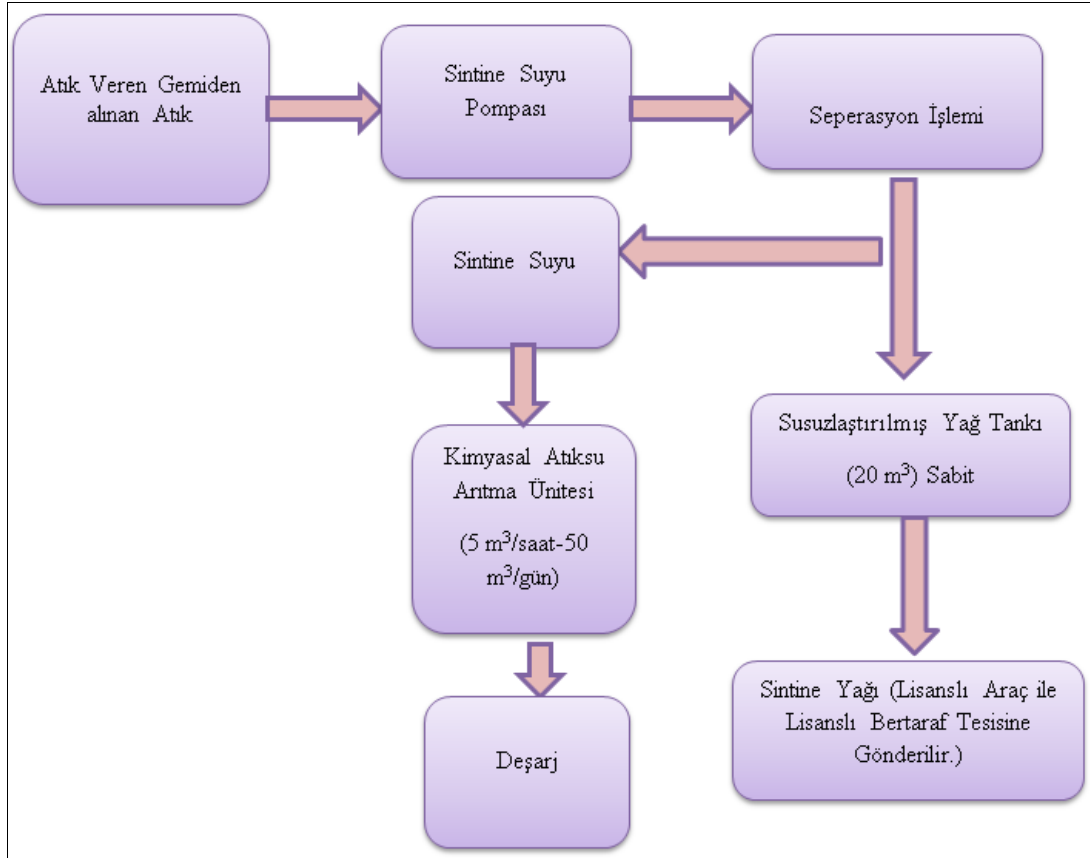 Atık Veren Gemiden
alınan Atık
Sintine Suyu
Pompası
Seperasyon İşlemi
Sintine Suyu
Kimyasal Atıksu
Arıtma Ünitesi
(5 m³/saat-50
m³/gün)
Susuzlaştırılmış Yağ Tankı
(20 m³) Sabit
Deşarj
Sintine Yağı (Lisanslı Araç ile
Lisanslı Bertaraf Tesisine
Gönderilir.)